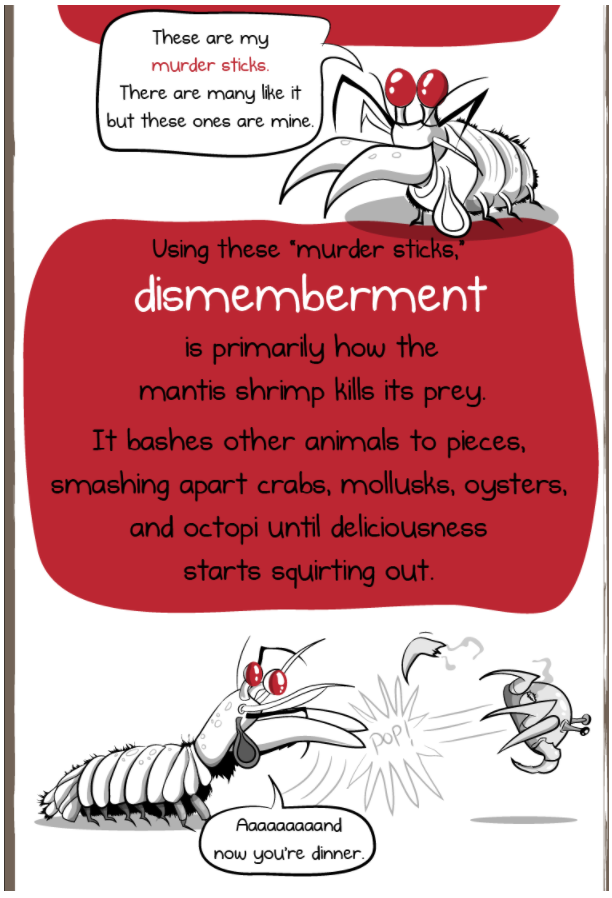 These are my
murder sticks.
There are many like it
but these ones are mine.
Using these "murder sticks,"
dismemberment
is primarily how the
mantis shrimp kills its prey.
It bashes other animals to pieces,
smashing apart crabs, mollusks, oysters,
and octopi until deliciousness
starts squirting out.
pop!
Aaaaaaaaand
now you're dinner.